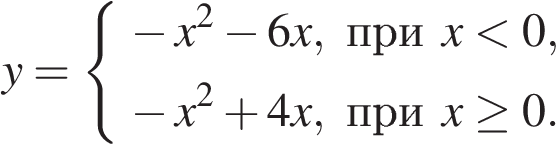 y = { − x² − 6x, при x < 0,
− x² + 4x, при x ≥ 0.